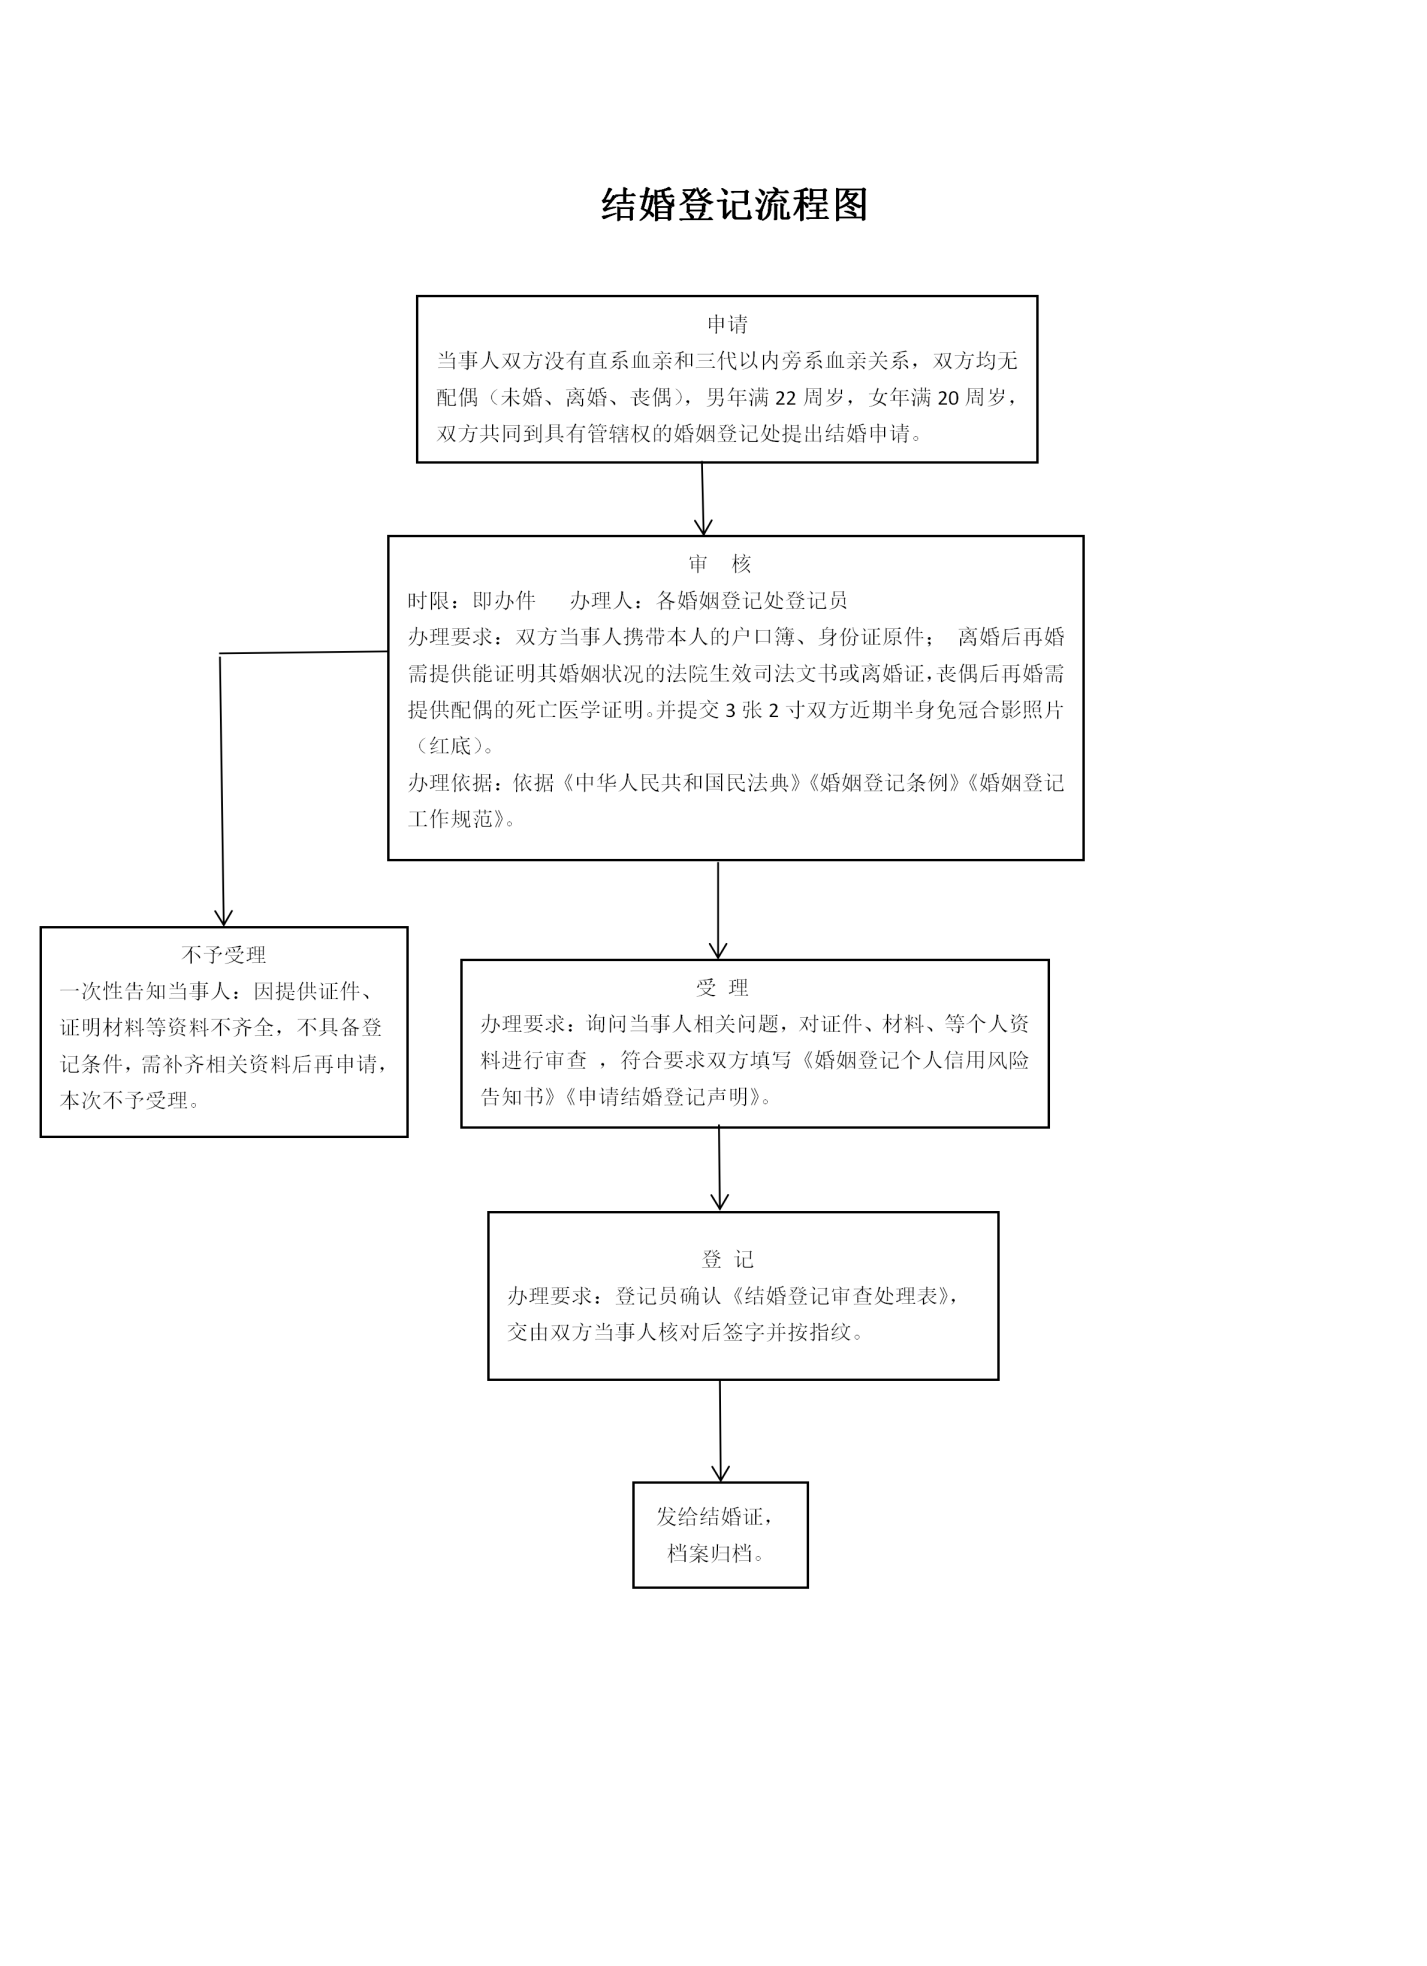 结婚登记流程图
申请
当事人双方没有直系血亲和三代以内旁系血亲关系，双方均无
配偶（未婚、离婚、丧偶），男年满 22 周岁，女年满 20 周岁，
双方共同到具有管辖权的婚姻登记处提出结婚申请。
审 核
时限：即办件 办理人：各婚姻登记处登记员
办理要求：双方当事人携带本人的户口簿、身份证原件； 离婚后再婚
需提供能证明其婚姻状况的法院生效司法文书或离婚证，丧偶后再婚需
提供配偶的死亡医学证明。并提交 3 张 2 寸双方近期半身免冠合影照片
（红底）。
办理依据：依据《中华人民共和国民法典》《婚姻登记条例》《婚姻登记
工作规范》。
不予受理
一次性告知当事人：因提供证件、
证明材料等资料不齐全，不具备登
记条件，需补齐相关资料后再申请，
本次不予受理。
受 理
办理要求：询问当事人相关问题，对证件、材料、等个人资
料进行审查 ，符合要求双方填写《婚姻登记个人信用风险
告知书》《申请结婚登记声明》。
登 记
办理要求：登记员确认《结婚登记审查处理表》，
交由双方当事人核对后签字并按指纹。
发给结婚证，
档案归档。